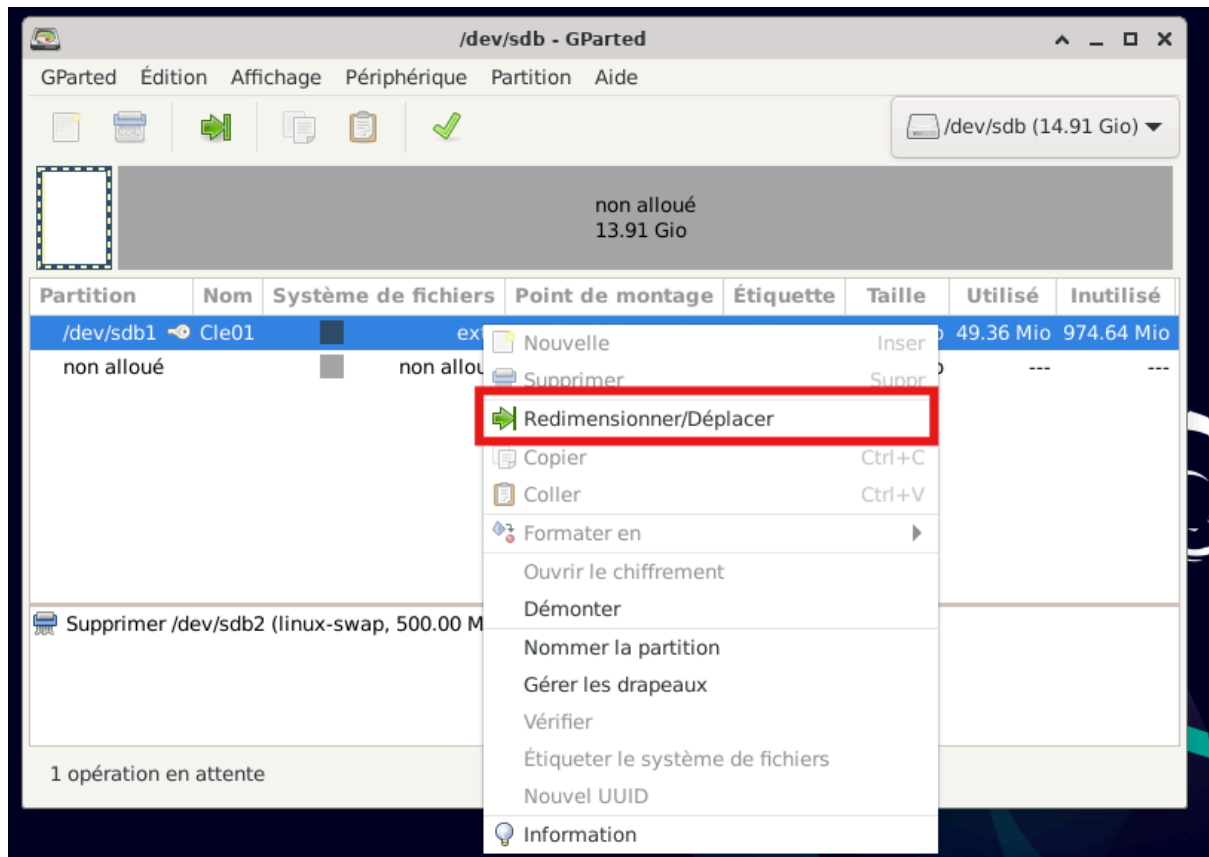 /dev/sdb - GParted
GParted Édition Affichage Périphérique Partition Aide
/dev/sdb (14.91 Gio)
non alloué
13.91 Gio
Partition Nom Système de fichiers Point de montage Étiquette Taille Utilisé Inutilisé
/dev/sdb1 Cle01 ex 49.36 Mio 974.64 Mio
non alloué non allou --- ---
Nouvelle Inser
Supprimer Suppr
Redimensionner/Déplacer
Copier Ctrl+C
Coller Ctrl+V
Formater en
Ouvrir le chiffrement
Démonter
Nommer la partition
Gérer les drapeaux
Vérifier
Étiqueter le système de fichiers
Nouvel UUID
Information
Supprimer /dev/sdb2 (linux-swap, 500.00 M
1 opération en attente